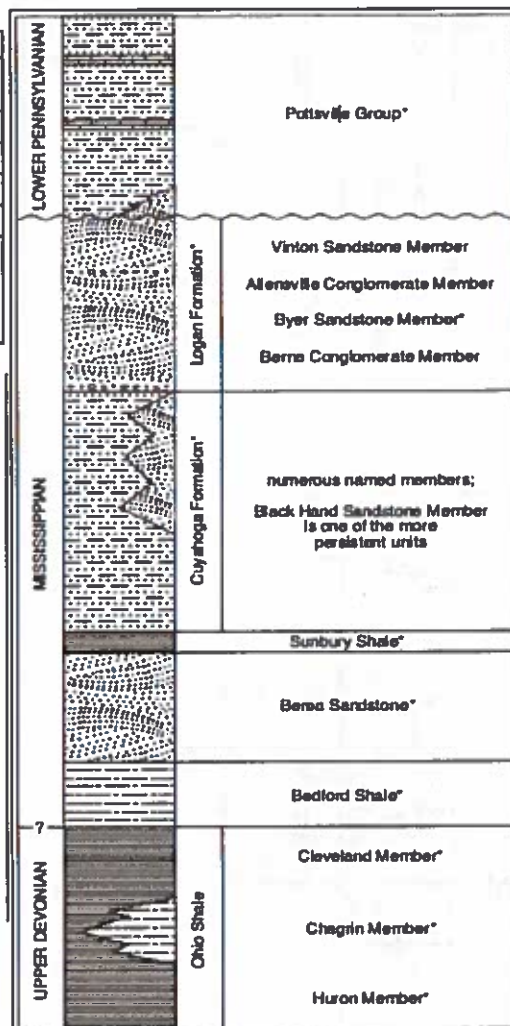 LOWER PENNSYLVANIAN
Pottsville Group*
MISSISSIPPIAN
Logan Formation*
Vinton Sandstone Member
Allensville Conglomerate Member
Byer Sandstone Member*
Berne Conglomerate Member
Cuyahoga Formation*
numerous named members;
Black Hand Sandstone Member
is one of the more
persistent units
Sunbury Shale*
Berea Sandstone*
Bedford Shale*
?
UPPER DEVONIAN
Ohio Shale
Cleveland Member*
Chagrin Member*
Huron Member*